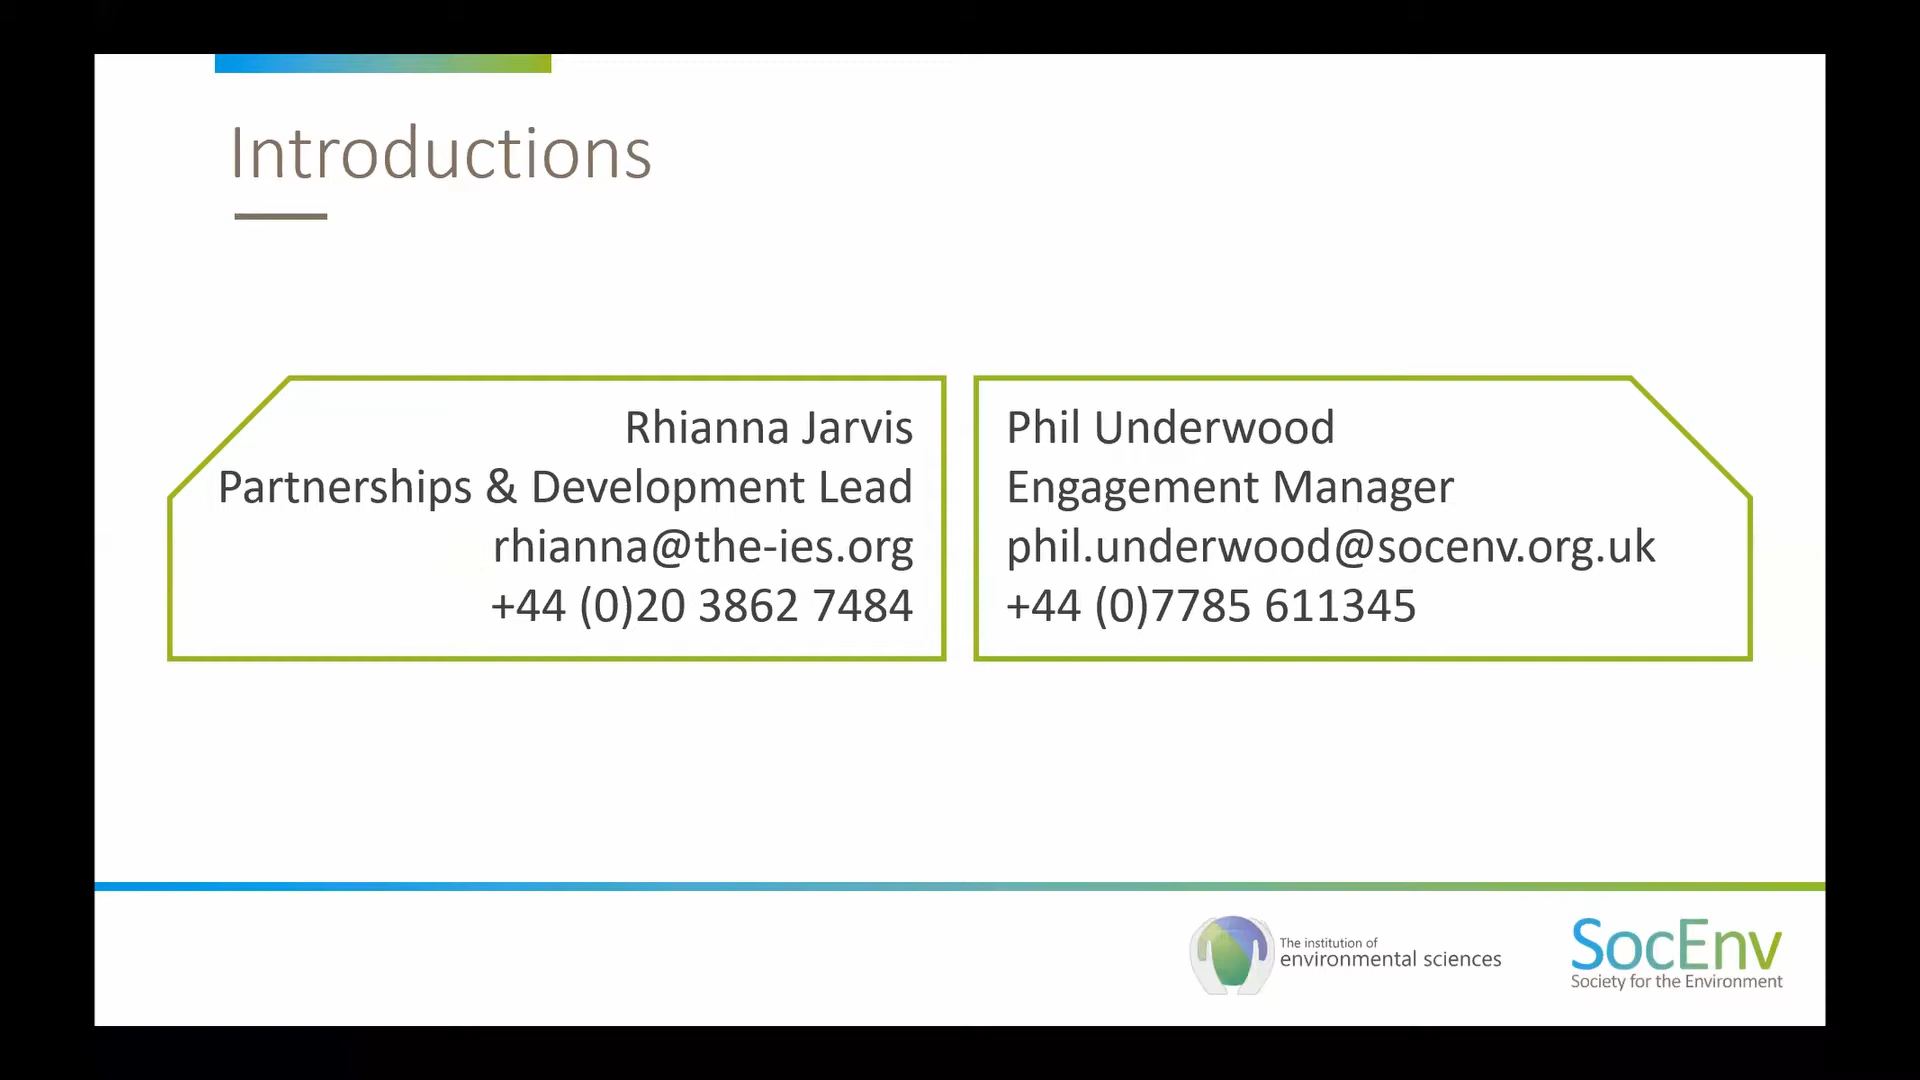 Introductions
Rhianna Jarvis
Partnerships & Development Lead
rhianna@the-ies.org
+44 (0)20 3862 7484
Phil Underwood
Engagement Manager
phil.underwood@socenv.org.uk
+44 (0)7785 611345
The institution of
environmental sciences
SocEnv
Society for the Environment